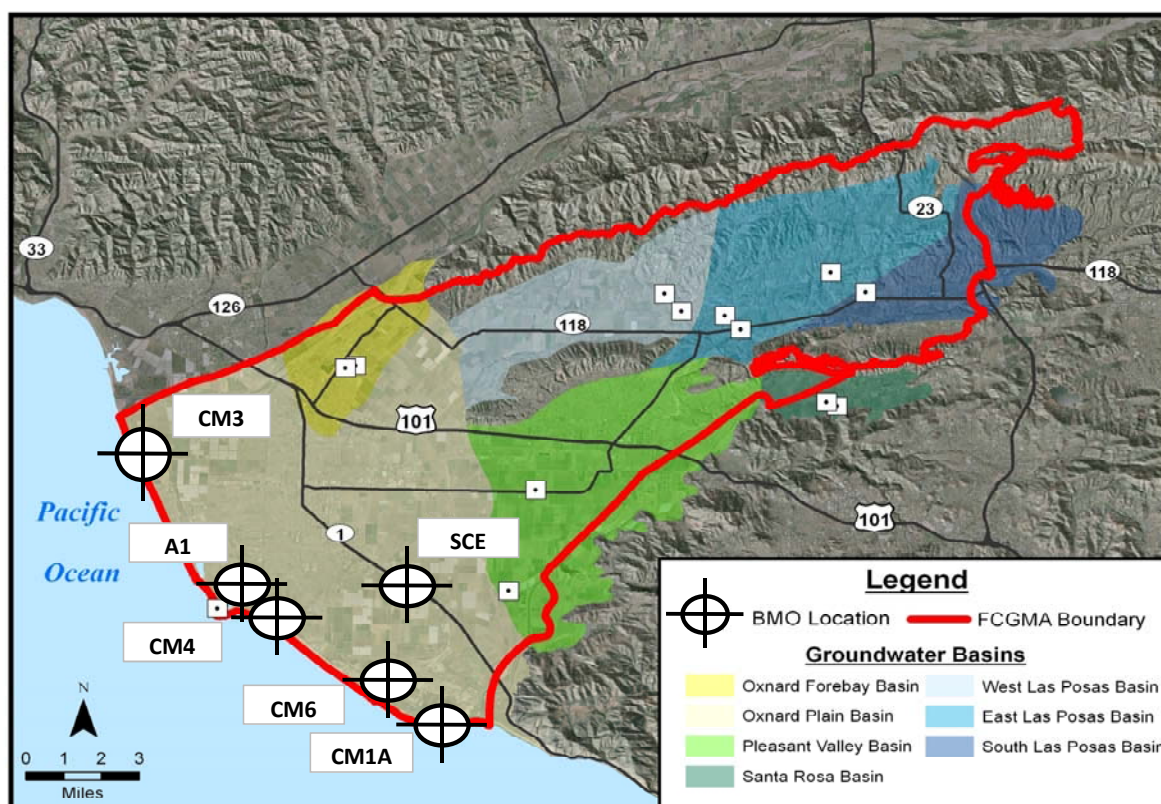 33
126
118
23
118
101
CM3
Pacific
Ocean
A1
1
SCE
101
CM4
CM6
CM1A
N
0 1 2 3
Miles
Legend
BMO Location FCGMA Boundary
Groundwater Basins
Oxnard Forebay Basin West Las Posas Basin
Oxnard Plain Basin East Las Posas Basin
Pleasant Valley Basin South Las Posas Basin
Santa Rosa Basin